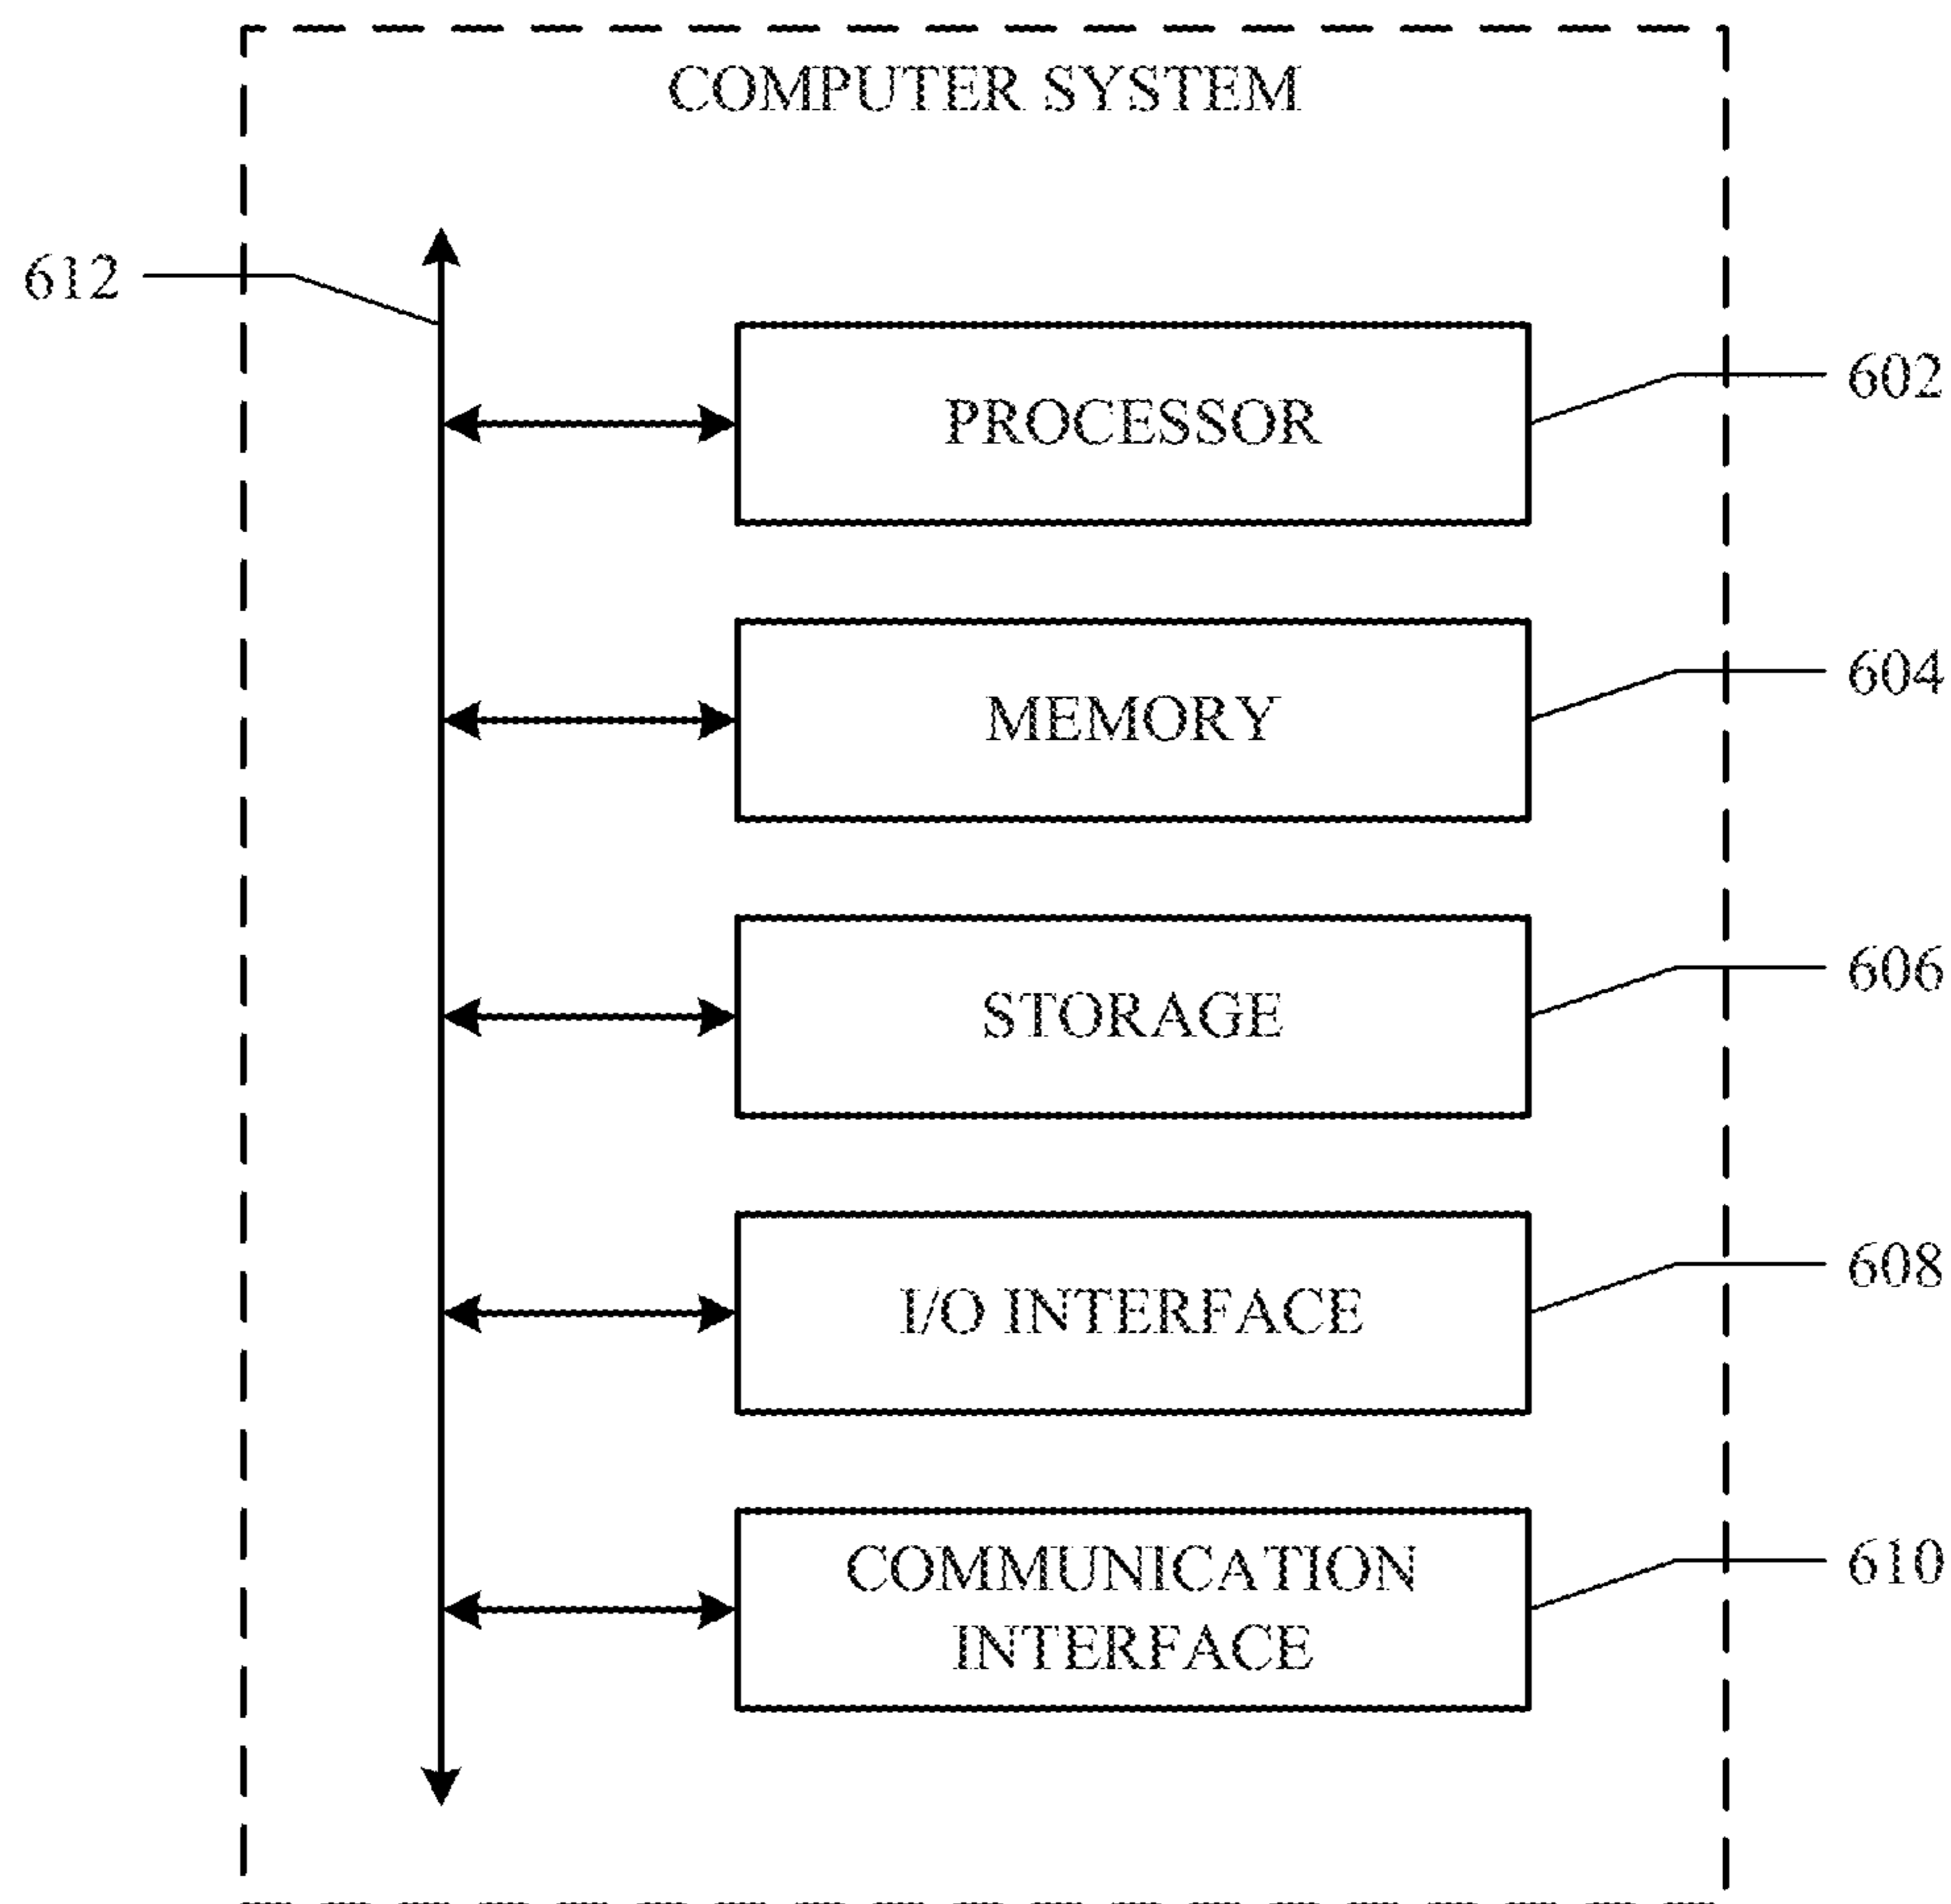 COMPUTER SYSTEM
612
PROCESSOR
602
MEMORY
604
STORAGE
606
I/O INTERFACE
608
COMMUNICATION
INTERFACE
610